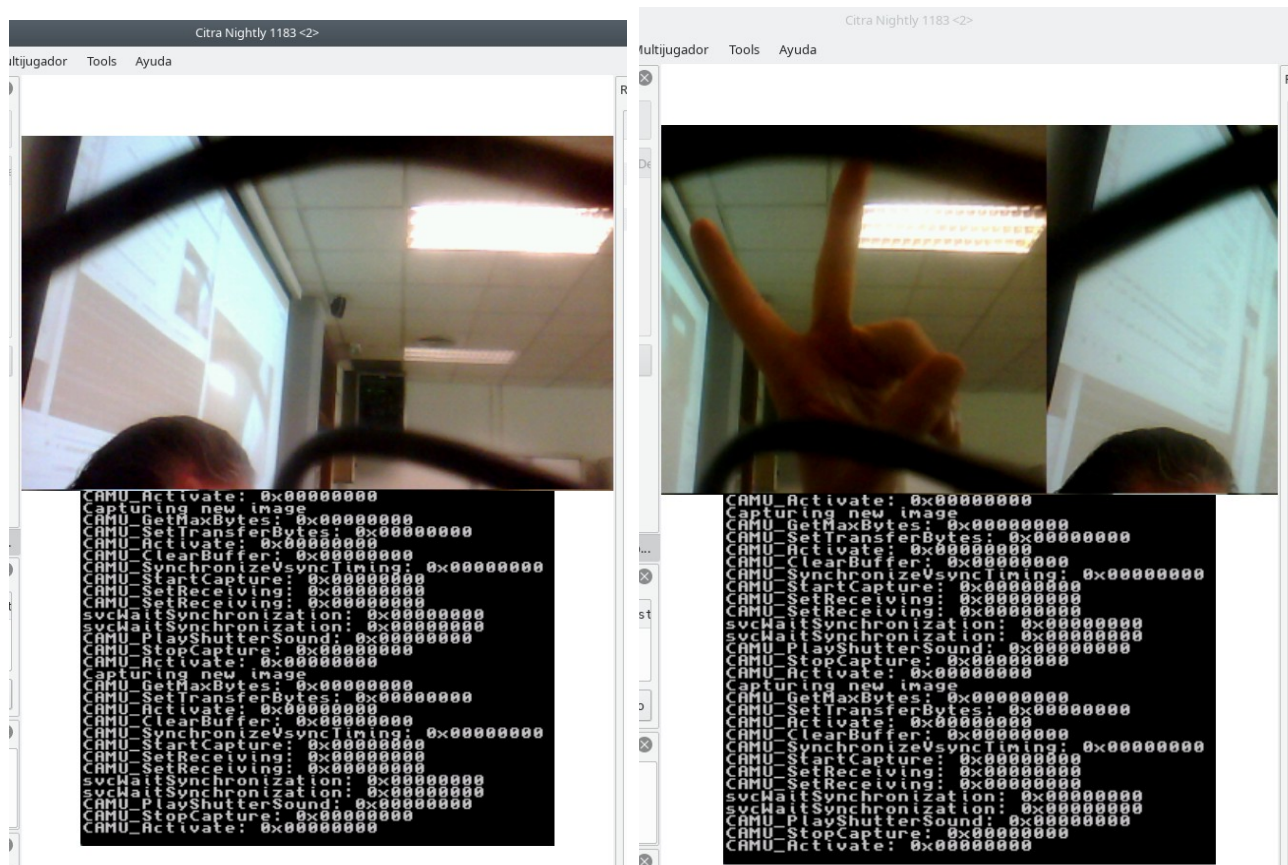 Citra Nightly 1183 <2>
ultijugador Tools Ayuda
R
CAMU_Activate: 0x00000000
Capturing new image
CAMU_GetMaxBytes: 0x00000000
CAMU_SetTransferBytes: 0x00000000
CAMU_Activate: 0x00000000
CAMU_ClearBuffer: 0x00000000
CAMU_SynchronizeVsyncTiming: 0x00000000
CAMU_StartCapture: 0x00000000
CAMU_SetReceiving: 0x00000000
CAMU_SetReceiving: 0x00000000
svcWaitSynchronization: 0x00000000
svcWaitSynchronization: 0x00000000
CAMU_PlayShutterSound: 0x00000000
CAMU_StopCapture: 0x00000000
CAMU_Activate: 0x00000000
Capturing new image
CAMU_GetMaxBytes: 0x00000000
CAMU_SetTransferBytes: 0x00000000
CAMU_Activate: 0x00000000
CAMU_ClearBuffer: 0x00000000
CAMU_SynchronizeVsyncTiming: 0x00000000
CAMU_StartCapture: 0x00000000
CAMU_SetReceiving: 0x00000000
CAMU_SetReceiving: 0x00000000
svcWaitSynchronization: 0x00000000
svcWaitSynchronization: 0x00000000
CAMU_PlayShutterSound: 0x00000000
CAMU_StopCapture: 0x00000000
CAMU_Activate: 0x00000000
Citra Nightly 1183 <2>
Multijugador Tools Ayuda
De
CAMU_Activate: 0x00000000
Capturing new image
CAMU_GetMaxBytes: 0x00000000
CAMU_SetTransferBytes: 0x00000000
CAMU_Activate: 0x00000000
CAMU_ClearBuffer: 0x00000000
CAMU_SynchronizeVsyncTiming: 0x00000000
CAMU_StartCapture: 0x00000000
CAMU_SetReceiving: 0x00000000
CAMU_SetReceiving: 0x00000000
svcWaitSynchronization: 0x00000000
svcWaitSynchronization: 0x00000000
CAMU_PlayShutterSound: 0x00000000
CAMU_StopCapture: 0x00000000
CAMU_Activate: 0x00000000
Capturing new image
CAMU_GetMaxBytes: 0x00000000
CAMU_SetTransferBytes: 0x00000000
CAMU_Activate: 0x00000000
CAMU_ClearBuffer: 0x00000000
CAMU_SynchronizeVsyncTiming: 0x00000000
CAMU_StartCapture: 0x00000000
CAMU_SetReceiving: 0x00000000
CAMU_SetReceiving: 0x00000000
svcWaitSynchronization: 0x00000000
svcWaitSynchronization: 0x00000000
CAMU_PlayShutterSound: 0x00000000
CAMU_StopCapture: 0x00000000
CAMU_Activate: 0x00000000
st